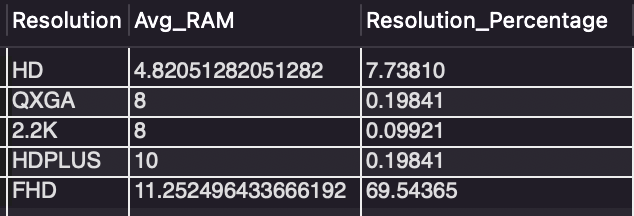 Resolution Avg_RAM Resolution_Percentage
HD 4.82051282051282 7.73810
QXGA 8 0.19841
2.2K 8 0.09921
HDPLUS 10 0.19841
FHD 11.252496433666192 69.54365